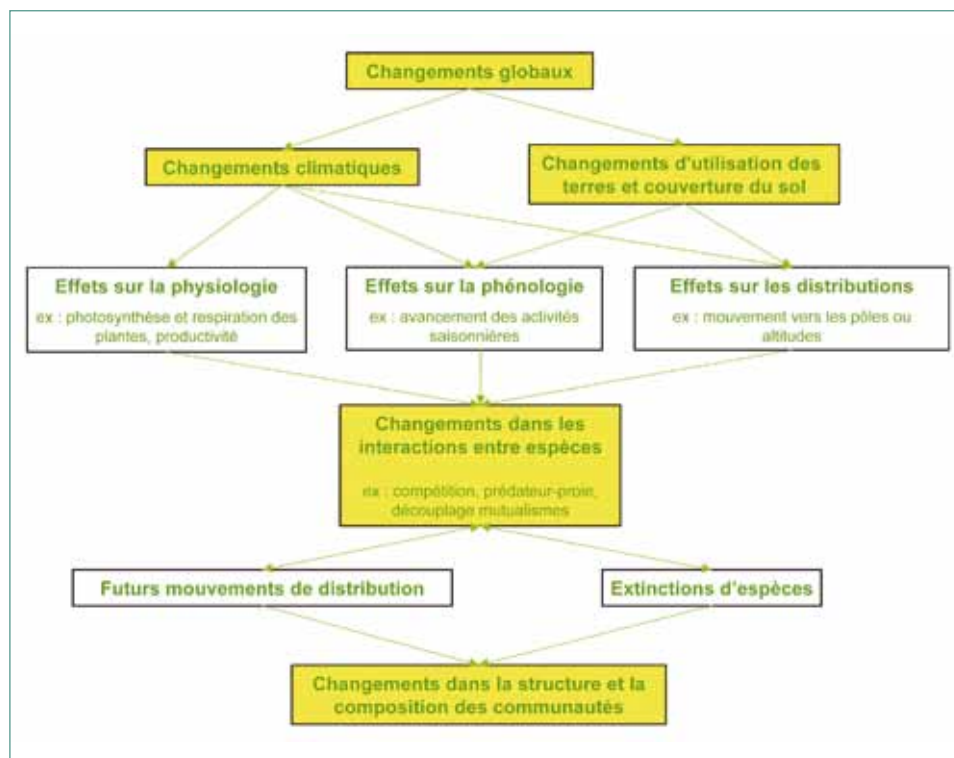 Changements globaux
Changements climatiques
Changements d'utilisation des
terres et couverture du sol
Effets sur la physiologie
ex : photosynthèse et respiration des
plantes, productivité
Effets sur la phénologie
ex : avancement des activités
saisonnières
Effets sur les distributions
ex : mouvement vers les pôles ou
altitudes
Changements dans les
interactions entre espèces
ex : compétition, prédateur-proie,
découplage mutualismes
Futurs mouvements de distribution
Extinctions d'espèces
Changements dans la structure et la
composition des communautés